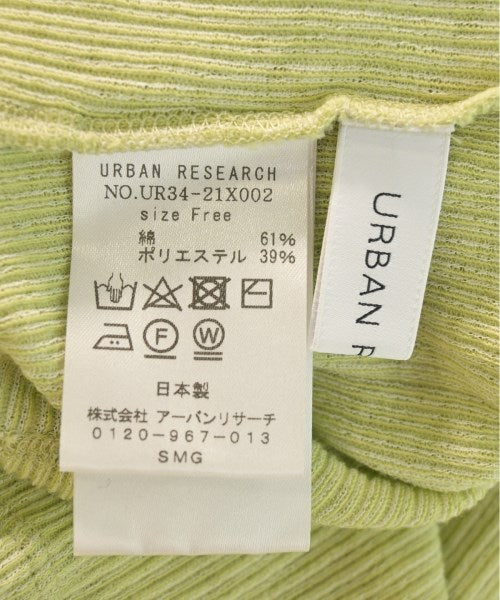 URBAN RESEARCH
NO.UR34-21X002
size Free
綿 61%
ポリエステル 39%
P
W
日本製
株式会社 アーバンリサーチ
0120-967-013
SMG
URBAN